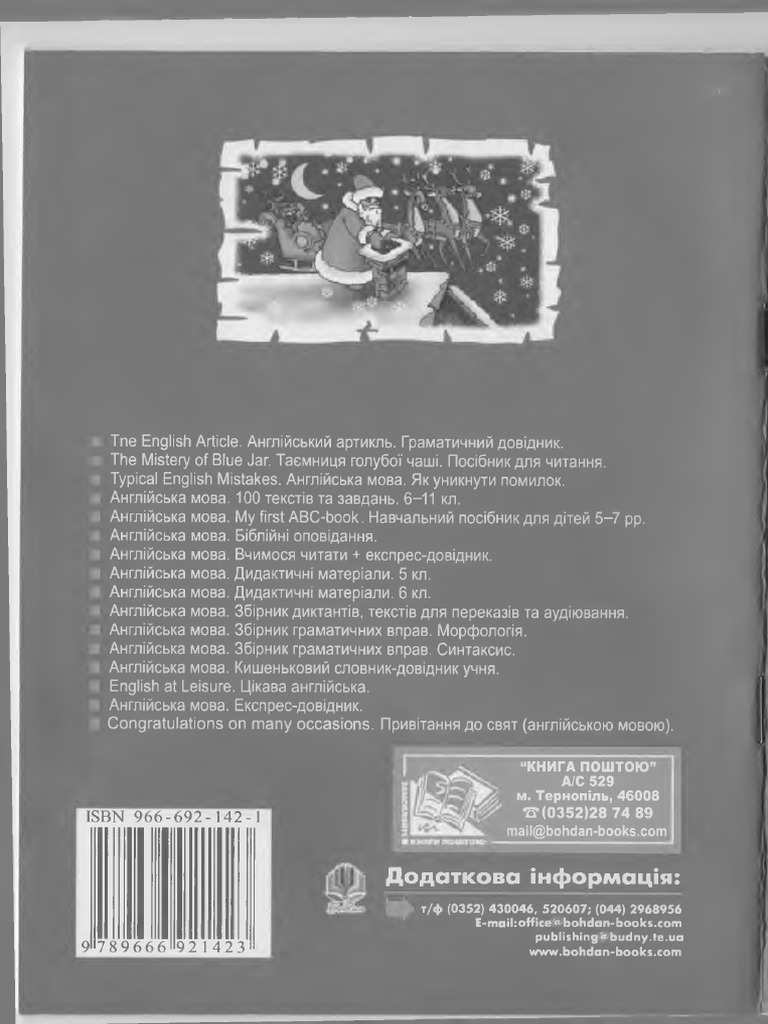 Tne English Article. Англійський артикль. Граматичний довідник.
The Mistery of Blue Jar. Таємниця голубої чаші. Посібник для читання.
Typical English Mistakes. Англійська мова. Як уникнути помилок.
Англійська мова. 100 текстів та завдань. 6–11 кл.
Англійська мова. My first ABC-book. Навчальний посібник для дітей 5–7 рр.
Англійська мова. Біблійні оповідання.
Англійська мова. Вчимося читати + експрес-довідник.
Англійська мова. Дидактичні матеріали. 5 кл.
Англійська мова. Дидактичні матеріали. 6 кл.
Англійська мова. Збірник диктантів, текстів для переказів та аудіювання.
Англійська мова. Збірник граматичних вправ. Морфологія.
Англійська мова. Збірник граматичних вправ. Синтаксис.
Англійська мова. Кишеньковий словник-довідник учня.
English at Leisure. Цікава англійська.
Англійська мова. Експрес-довідник.
Congratulations on many occasions. Привітання до свят (англійською мовою).
"КНИГА ПОШТОЮ"
А/С 529
м. Тернопіль, 46008
☎(0352)28 74 89
mail@bohdan-books.com
ISBN 966-692-142-1
9 789666 921423
Додаткова інформація:
т/ф (0352) 430046, 520607; (044) 2968956
E-mail:office@bohdan-books.com
publishing@budny.te.ua
www.bohdan-books.com